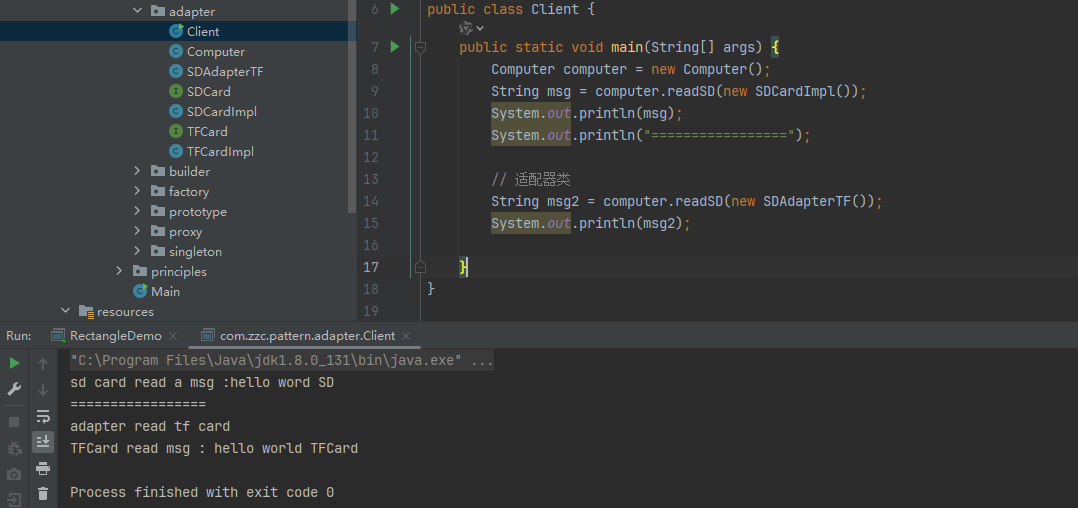 adapter
Client
Computer
SDAdapterTF
SDCard
SDCardImpl
TFCard
TFCardImpl
builder
factory
prototype
proxy
singleton
principles
Main
resources
6 public class Client {
7 public static void main(String[] args) {
8 Computer computer = new Computer();
9 String msg = computer.readSD(new SDCardImpl());
10 System.out.println(msg);
11 System.out.println("=================");
12
13 // 适配器类
14 String msg2 = computer.readSD(new SDAdapterTF());
15 System.out.println(msg2);
16
17 }
18 }
19
Run: RectangleDemo com.zzc.pattern.adapter.Client
"C:\Program Files\Java\jdk1.8.0_131\bin\java.exe" ...
sd card read a msg :hello word SD
=================
adapter read tf card
TFCard read msg : hello world TFCard
Process finished with exit code 0